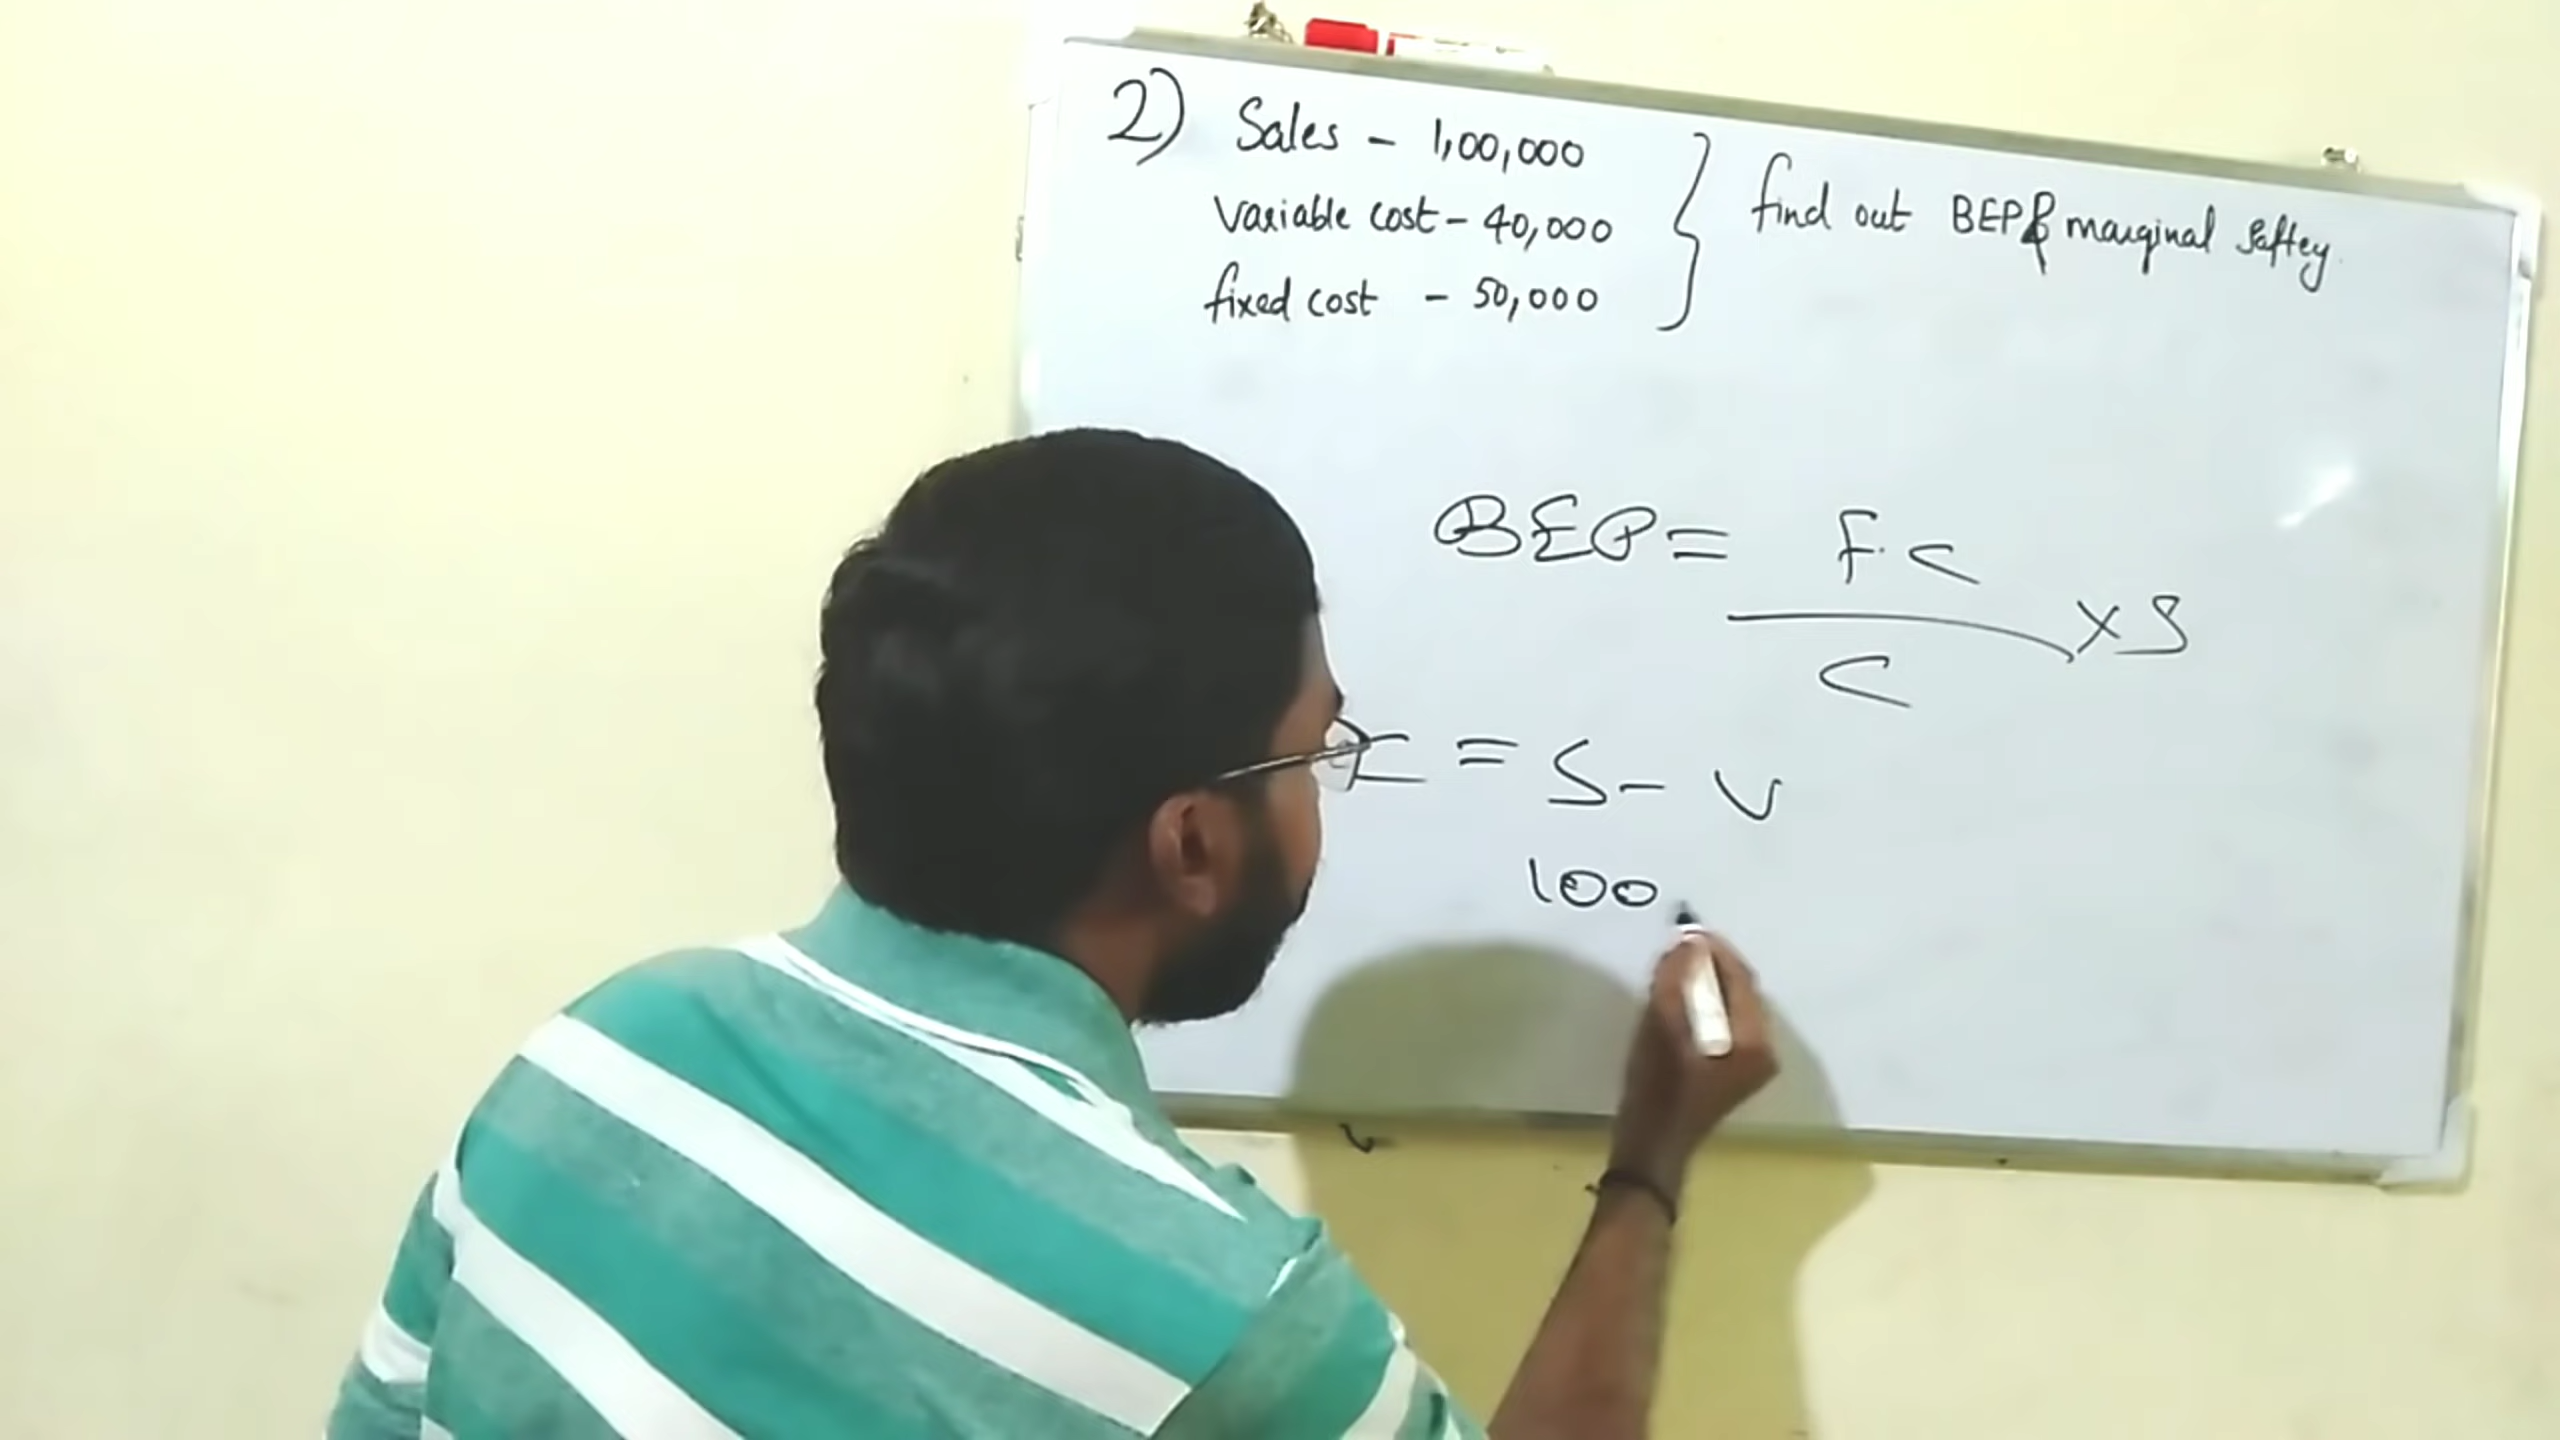 2) Sales - 1,00,000
variable cost - 40,000
fixed cost - 50,000
} find out BEP & marginal saftey.
BEP = F.C
C
x S
C = S - V
100